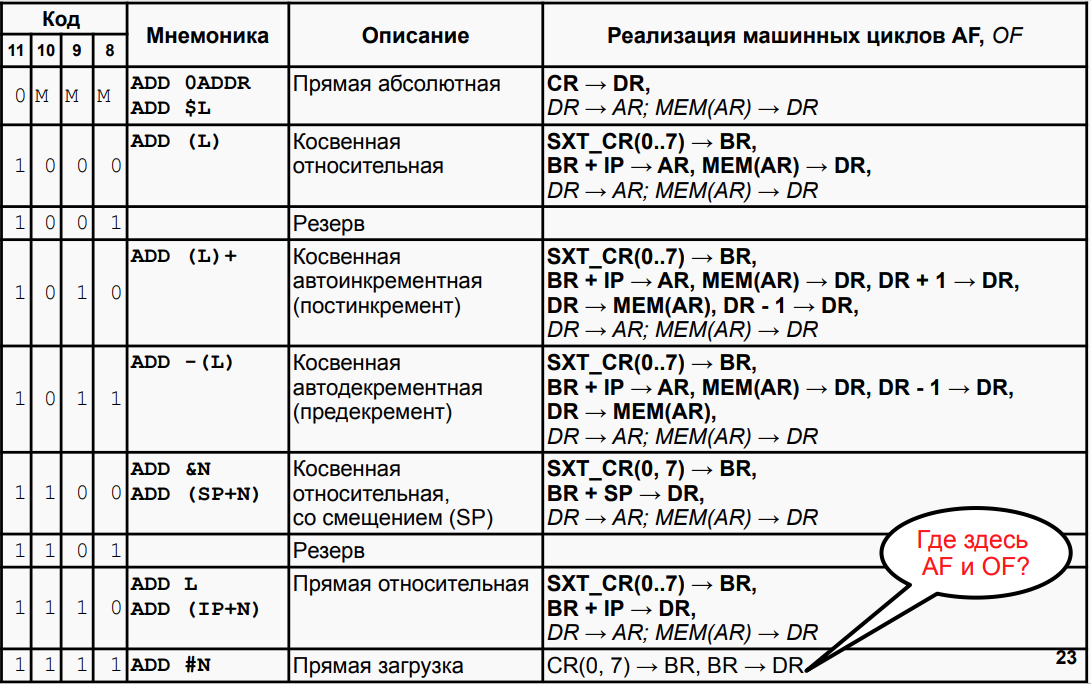 Код
11 10 9 8
Мнемоника
Описание
Реализация машинных циклов AF, OF
0 M M M
ADD 0ADDR
ADD $L
Прямая абсолютная
CR → DR,
DR → AR; MEM(AR) → DR
1 0 0 0
ADD (L)
Косвенная
относительная
SXT_CR(0..7) → BR,
BR + IP → AR, MEM(AR) → DR,
DR → AR; MEM(AR) → DR
1 0 0 1
Резерв
1 0 1 0
ADD (L)+
Косвенная
автоинкрементная
(постинкремент)
SXT_CR(0..7) → BR,
BR + IP → AR, MEM(AR) → DR, DR + 1 → DR,
DR → MEM(AR), DR - 1 → DR,
DR → AR; MEM(AR) → DR
1 0 1 1
ADD -(L)
Косвенная
автодекрементная
(предекремент)
SXT_CR(0..7) → BR,
BR + IP → AR, MEM(AR) → DR, DR - 1 → DR,
DR → MEM(AR),
DR → AR; MEM(AR) → DR
1 1 0 0
ADD &N
ADD (SP+N)
Косвенная
относительная,
со смещением (SP)
SXT_CR(0, 7) → BR,
BR + SP → DR,
DR → AR; MEM(AR) → DR
1 1 0 1
Резерв
Где здесь
AF и OF?
1 1 1 0
ADD L
ADD (IP+N)
Прямая относительная
SXT_CR(0..7) → BR,
BR + IP → DR,
DR → AR; MEM(AR) → DR
1 1 1 1
ADD #N
Прямая загрузка
CR(0, 7) → BR, BR → DR
23